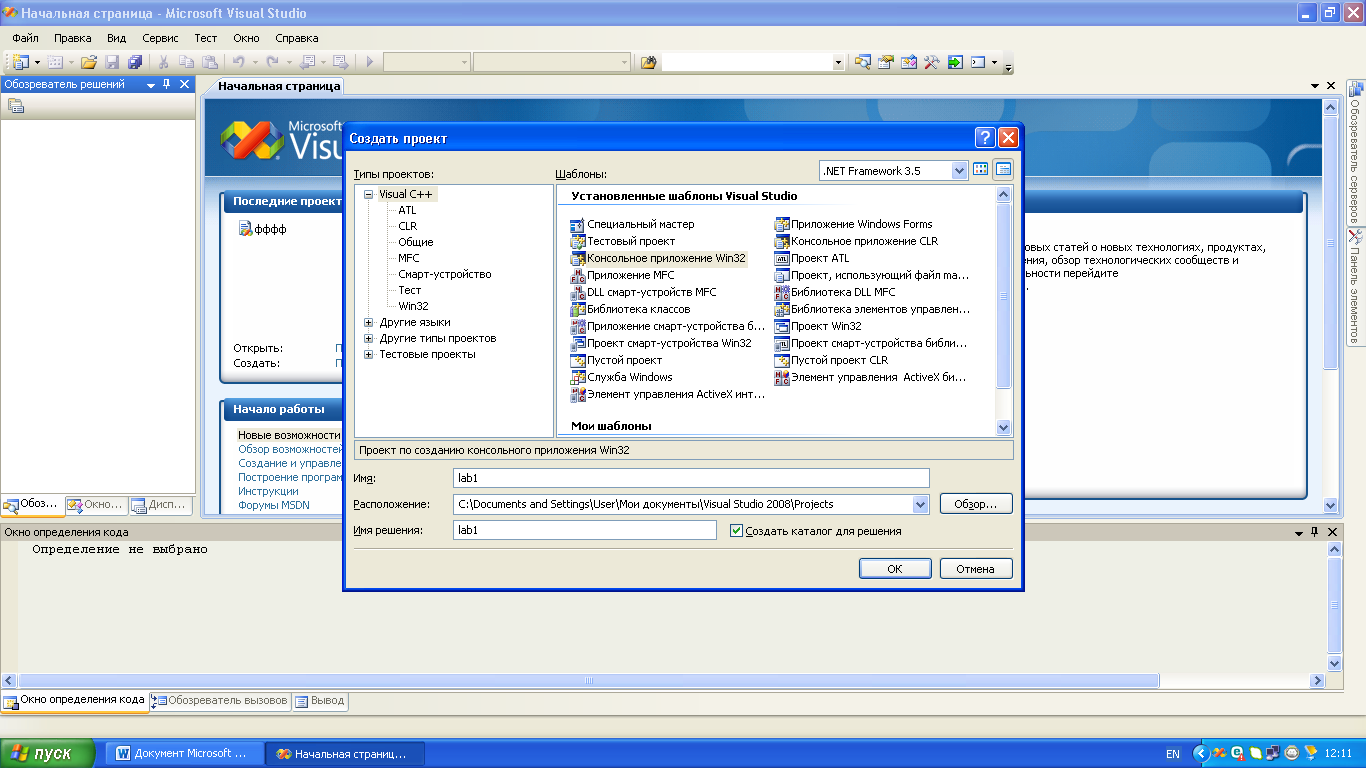 Начальная страница - Microsoft Visual Studio
Файл Правка Вид Сервис Тест Окно Справка
Обозреватель решений
Начальная страница
Microsoft
Visu
Последние проект
фффф
Открыть: П
Создать: П
Начало работы
Новые возможности
Обзор возможностей
Создание и управле
Построение програм
Инструкции
Форумы MSDN
овых статей о новых технологиях, продуктах,
ния, обзор технологических сообществ и
льности перейдите
Создать проект
Типы проектов:
Visual C++
ATL
CLR
Общие
MFC
Смарт-устройство
Тест
Win32
Другие языки
Другие типы проектов
Тестовые проекты
Шаблоны:
.NET Framework 3.5
Установленные шаблоны Visual Studio
Специальный мастер
Приложение Windows Forms
Тестовый проект
Консольное приложение CLR
Консольное приложение Win32
Проект ATL
Приложение MFC
Проект, использующий файл ma...
DLL смарт-устройств MFC
Библиотека DLL MFC
Библиотека классов
Библиотека элементов управлен...
Приложение смарт-устройства б...
Проект Win32
Проект смарт-устройства Win32
Проект смарт-устройства библи...
Пустой проект
Пустой проект CLR
Служба Windows
Элемент управления ActiveX би...
Элемент управления ActiveX инт...
Мои шаблоны
Проект по созданию консольного приложения Win32
Имя: lab1
Расположение: C:\Documents and Settings\User\Мои документы\Visual Studio 2008\Projects
Обзор...
Имя решения: lab1
Создать каталог для решения
ОК Отмена
Обозреватель серверов
Панель элементов
Обоз... Окно... Дисп...
Окно определения кода
Определение не выбрано
Окно определения кода Обозреватель вызовов Вывод
пуск
Документ Microsoft ...
Начальная страниц...
EN
12:11